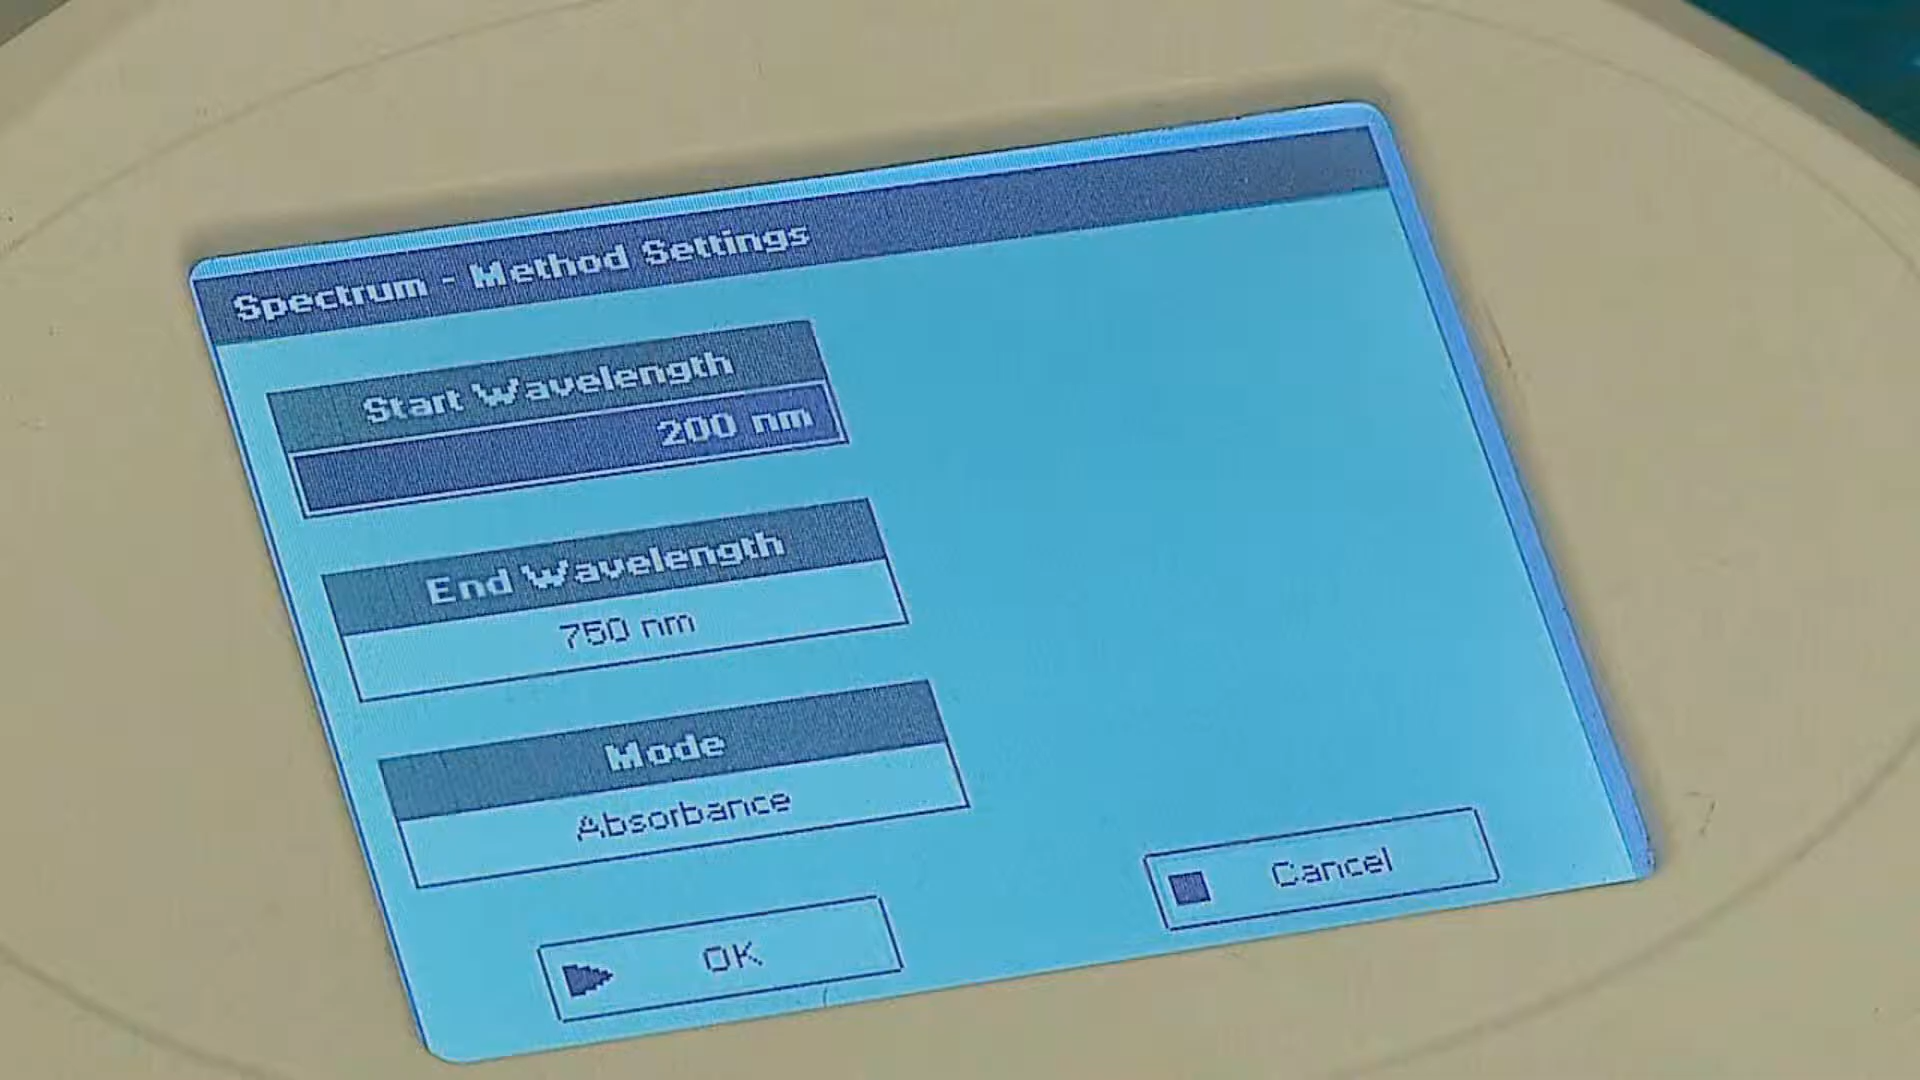 Spectrum - Method Settings
Start Wavelength
200 nm
End Wavelength
750 nm
Mode
Absorbance
OK
Cancel